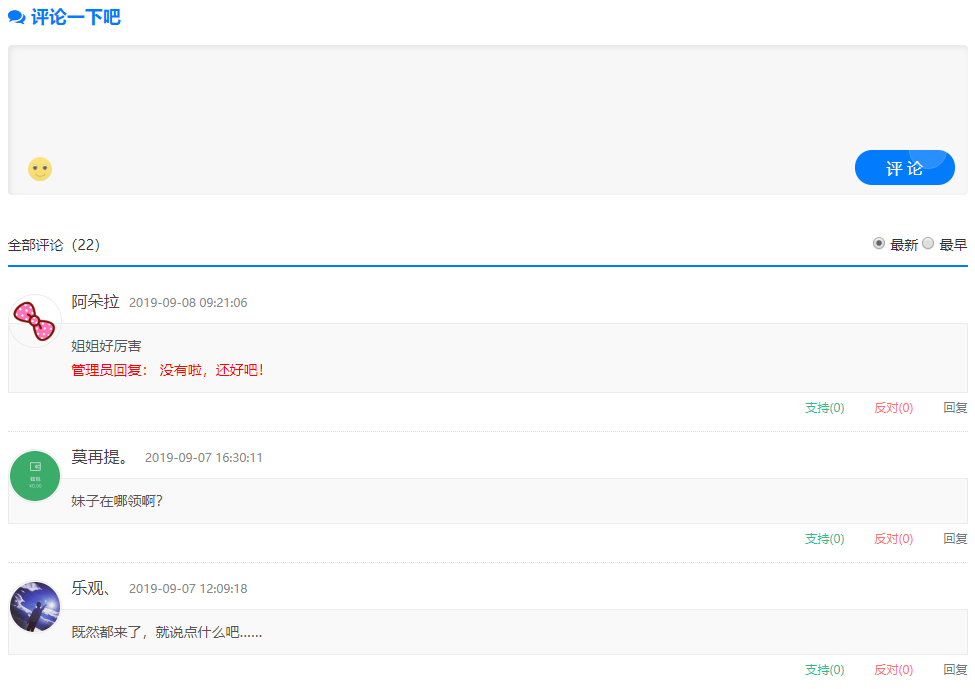 评论一下吧
评 论
全部评论（22）
最新 最早
阿朵拉 2019-09-08 09:21:06
姐姐好厉害
管理员回复： 没有啦，还好吧！
支持(0) 反对(0) 回复
莫再提。 2019-09-07 16:30:11
妹子在哪领啊？
支持(0) 反对(0) 回复
乐观、 2019-09-07 12:09:18
既然都来了，就说点什么吧......
支持(0) 反对(0) 回复